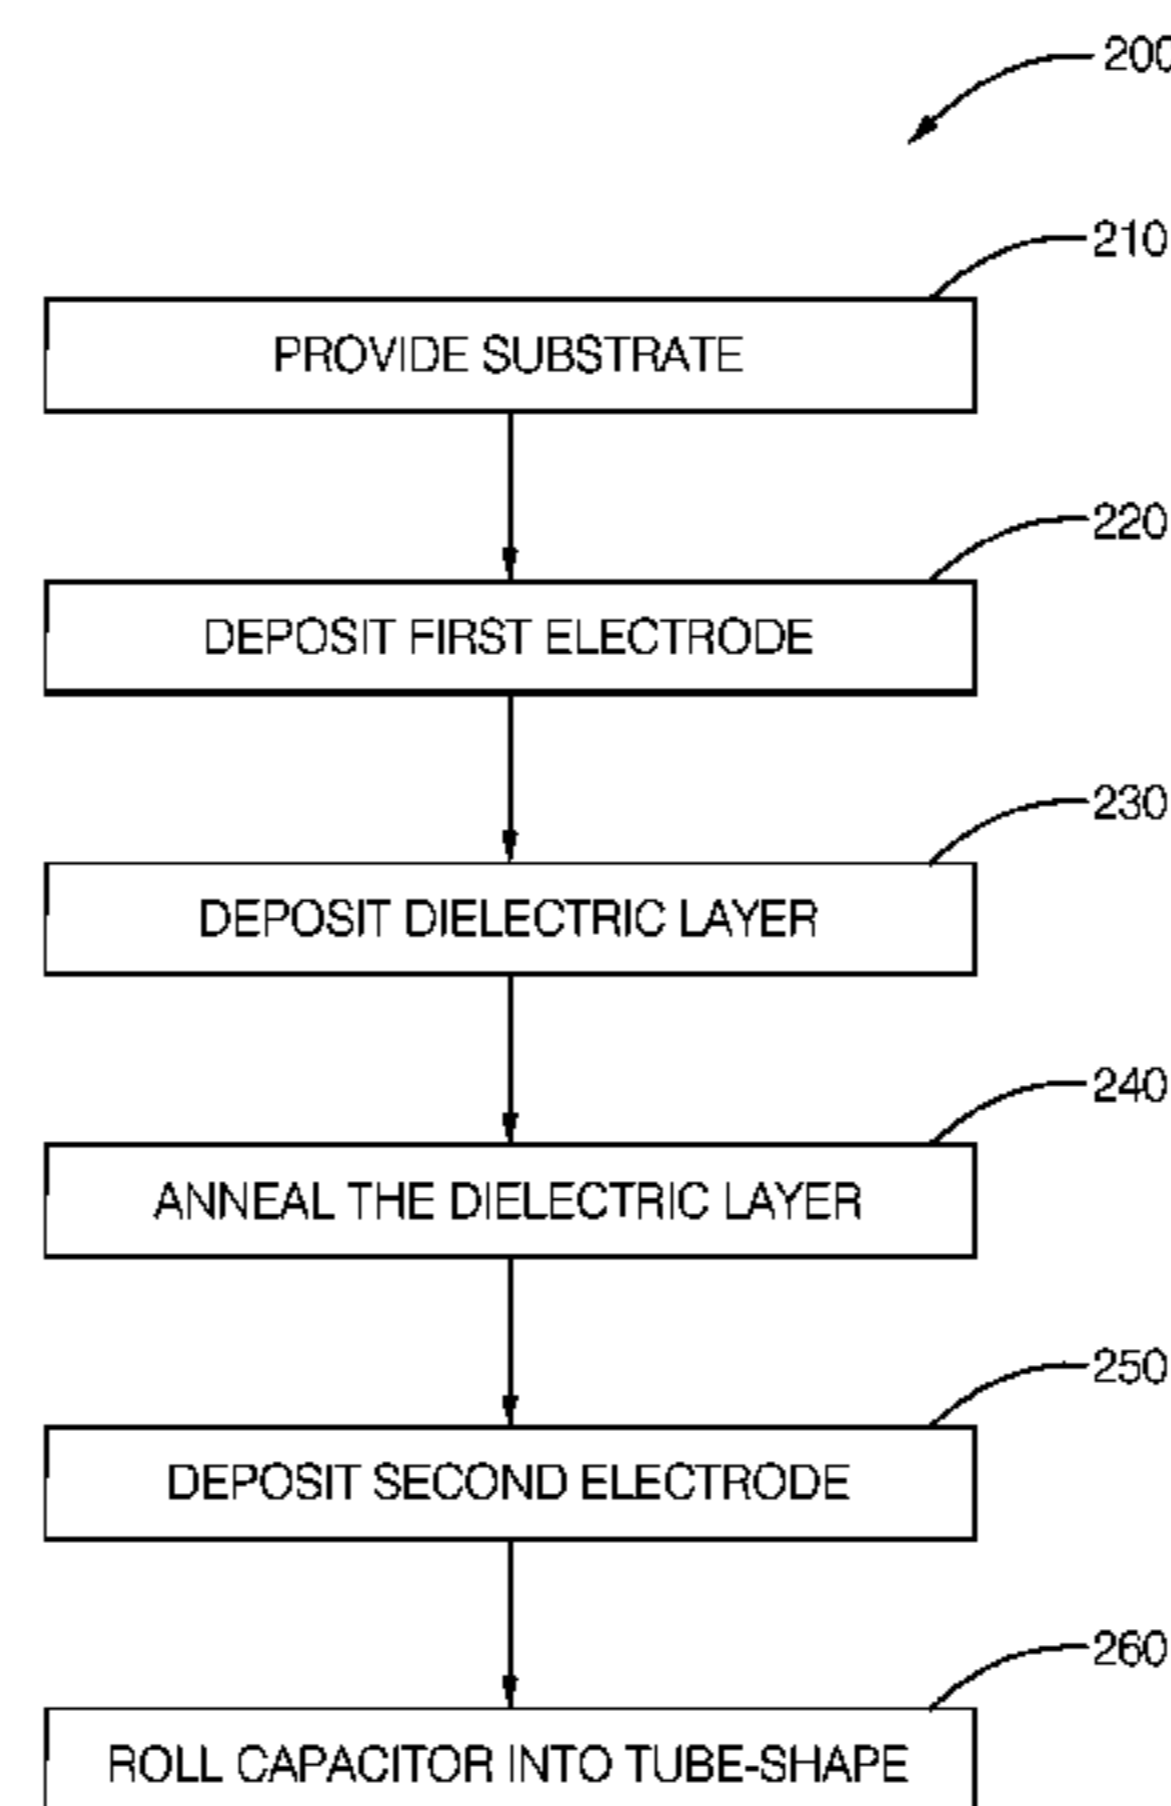 200
210
PROVIDE SUBSTRATE
220
DEPOSIT FIRST ELECTRODE
230
DEPOSIT DIELECTRIC LAYER
240
ANNEAL THE DIELECTRIC LAYER
250
DEPOSIT SECOND ELECTRODE
260
ROLL CAPACITOR INTO TUBE-SHAPE